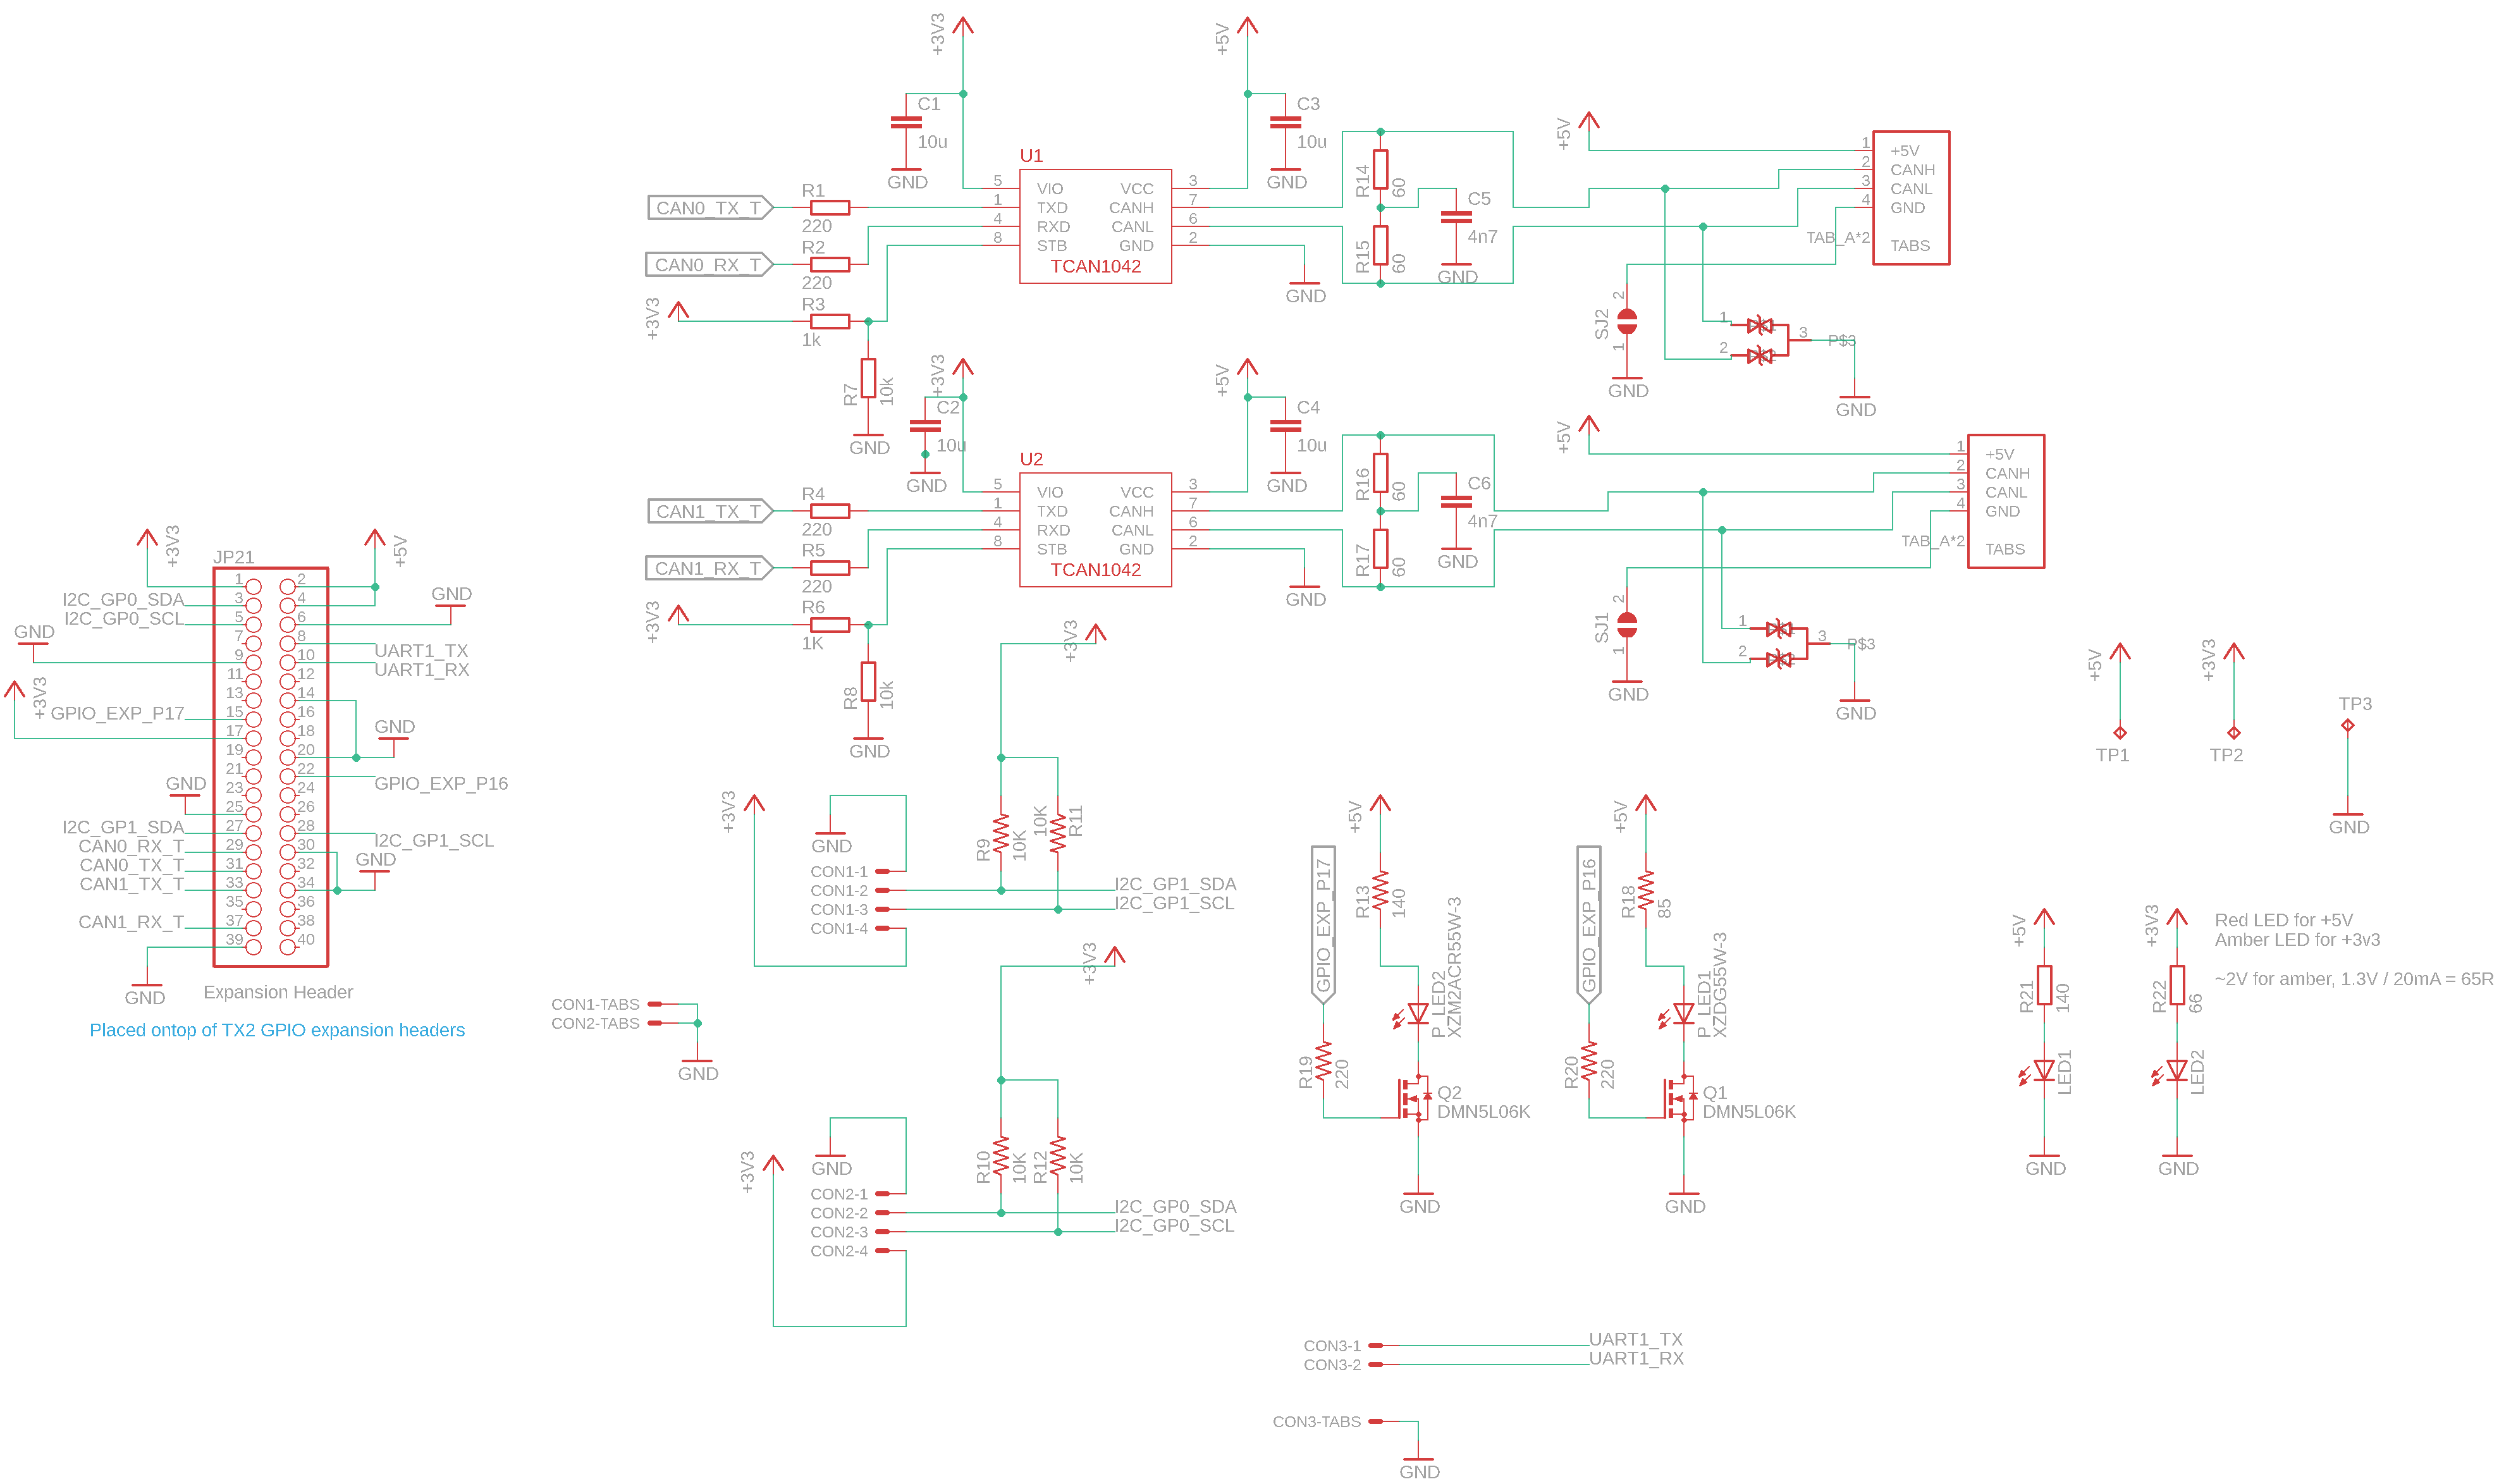 +3V3
+5V
C1
10u
GND
C3
10u
GND
U1
5 VIO VCC 3
1 TXD CANH 7
4 RXD CANL 6
8 STB GND 2
TCAN1042
GND
CAN0_TX_T
R1
220
CAN0_RX_T
R2
220
+3V3
R3
1k
R7
10k
GND
R14
60
R15
60
C5
4n7
GND
+5V
1 +5V
2 CANH
3 CANL
4 GND
TAB_A*2 TABS
SJ2
2
1
GND
1
2
3
P$3
GND
+3V3
C2
10u
GND
+5V
C4
10u
GND
U2
5 VIO VCC 3
1 TXD CANH 7
4 RXD CANL 6
8 STB GND 2
TCAN1042
GND
CAN1_TX_T
R4
220
CAN1_RX_T
R5
220
+3V3
R6
1K
R8
10k
GND
R16
60
R17
60
C6
4n7
GND
+5V
1 +5V
2 CANH
3 CANL
4 GND
TAB_A*2 TABS
SJ1
2
1
GND
1
2
3
P$3
GND
+3V3
+5V
JP21
1 2
I2C_GP0_SDA 3 4
I2C_GP0_SCL 5 6 GND
GND 7 8 UART1_TX
9 10 UART1_RX
11 12
+3V3 13 14
GPIO_EXP_P17 15 16
17 18 GND
19 20
21 22 GPIO_EXP_P16
GND 23 24
25 26
I2C_GP1_SDA 27 28 I2C_GP1_SCL
CAN0_RX_T 29 30
CAN0_TX_T 31 32 GND
CAN1_TX_T 33 34
35 36
CAN1_RX_T 37 38
39 40
GND
Expansion Header
Placed ontop of TX2 GPIO expansion headers
+3V3
+3V3
GND
R9
10K
10K
R11
CON1-1
CON1-2 I2C_GP1_SDA
CON1-3 I2C_GP1_SCL
CON1-4
CON1-TABS
CON2-TABS
GND
+3V3
+3V3
GND
R10
10K
R12
10K
CON2-1
CON2-2 I2C_GP0_SDA
CON2-3 I2C_GP0_SCL
CON2-4
+5V
GPIO_EXP_P17
R13
140
P_LED2
XZM2ACR55W-3
R19
220
Q2
DMN5L06K
GND
+5V
GPIO_EXP_P16
R18
85
P_LED1
XZDG55W-3
R20
220
Q1
DMN5L06K
GND
+5V
TP1
+3V3
TP2
TP3
GND
+5V
R21
140
LED1
GND
+3V3
R22
66
LED2
GND
Red LED for +5V
Amber LED for +3v3
~2V for amber, 1.3V / 20mA = 65R
CON3-1 UART1_TX
CON3-2 UART1_RX
CON3-TABS
GND